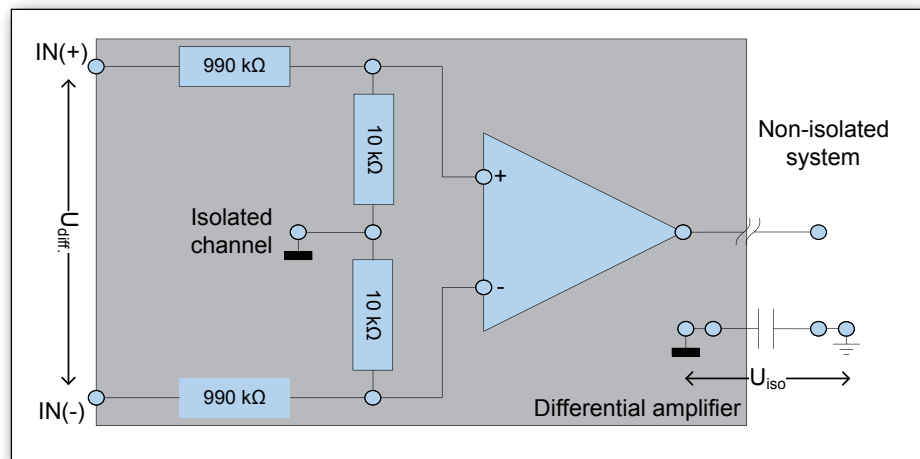 IN(+)
990 kΩ
10 kΩ
+
Non-isolated
system
Isolated
channel
Udiff.
10 kΩ
-
Uiso
990 kΩ
IN(-)
Differential amplifier